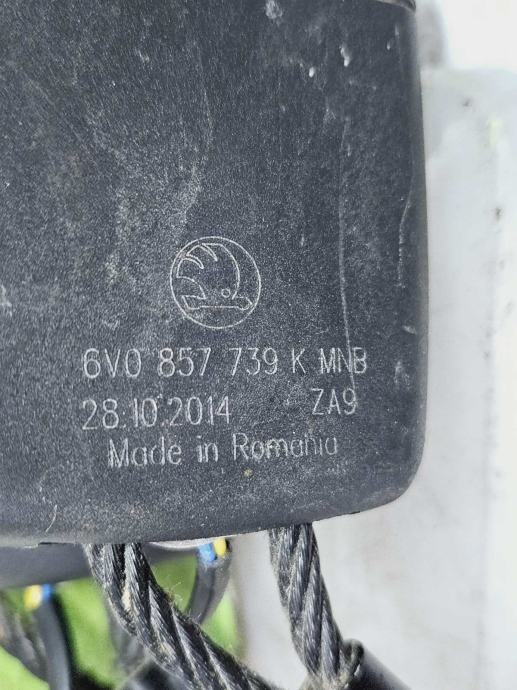 6V0 857 739 K MNB
28.10.2014 ZA9
Made in Romania